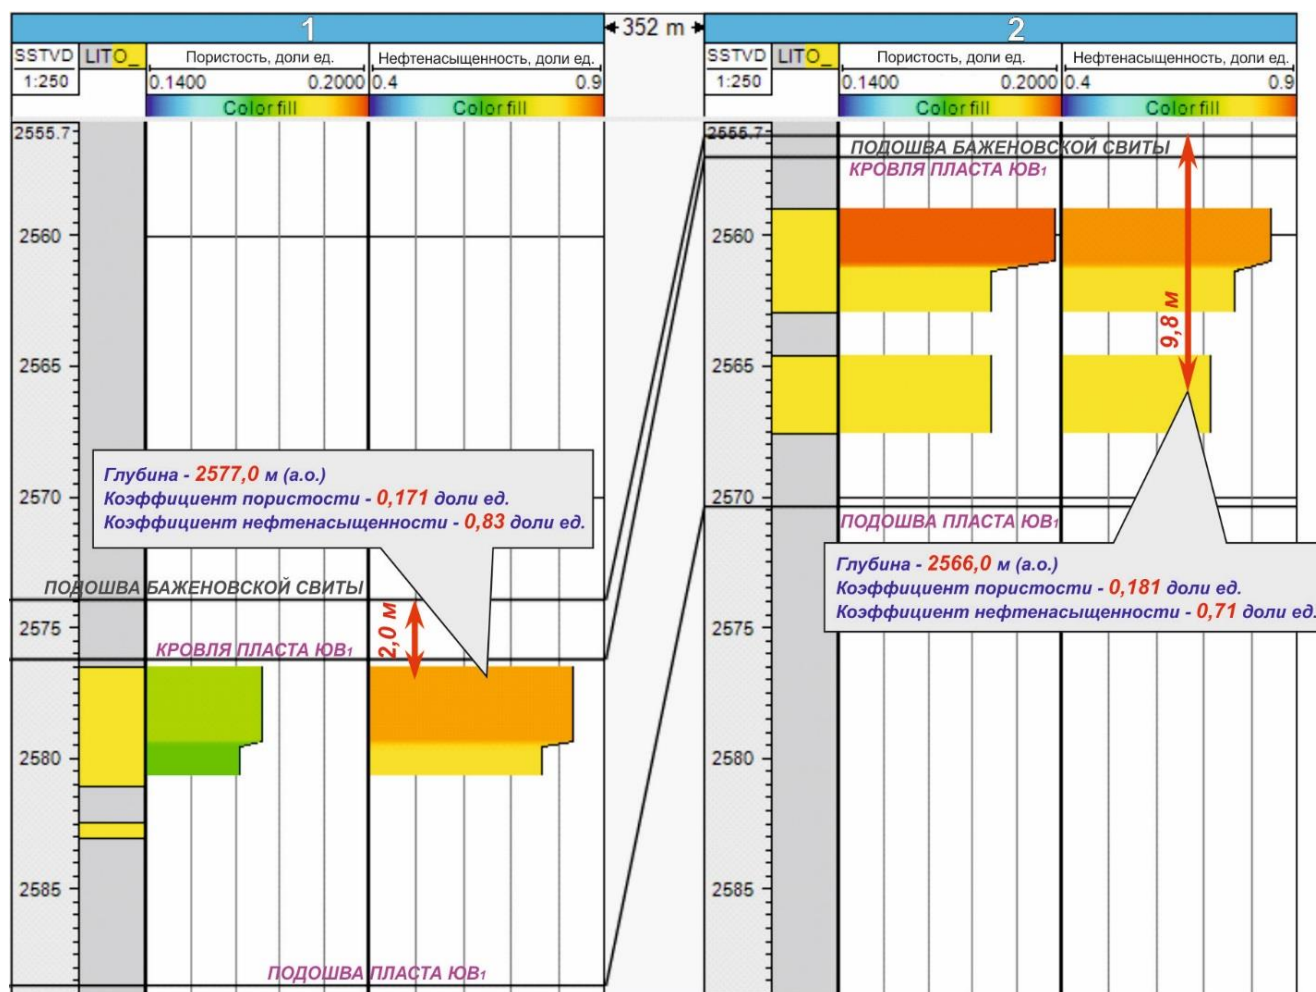 1
352 m
2
SSTVD
LITO_
Пористость, доли ед.
Нефтенасыщенность, доли ед.
SSTVD
LITO_
Пористость, доли ед.
Нефтенасыщенность, доли ед.
1:250
0.1400
0.2000
0.4
0.9
1:250
0.1400
0.2000
0.4
0.9
Color fill
Color fill
Color fill
Color fill
2555.7
2555.7
ПОДОШВА БАЖЕНОВСКОЙ СВИТЫ
КРОВЛЯ ПЛАСТА ЮВ₁
2560
2560
9,8 м
2565
2565
Глубина - 2577,0 м (а.о.)
Коэффициент пористости - 0,171 доли ед.
Коэффициент нефтенасыщенности - 0,83 доли ед.
2570
2570
ПОДОШВА ПЛАСТА ЮВ₁
Глубина - 2566,0 м (а.о.)
Коэффициент пористости - 0,181 доли ед.
Коэффициент нефтенасыщенности - 0,71 доли ед.
ПОДОШВА БАЖЕНОВСКОЙ СВИТЫ
2575
2575
2,0 м
КРОВЛЯ ПЛАСТА ЮВ₁
2580
2580
2585
2585
ПОДОШВА ПЛАСТА ЮВ₁